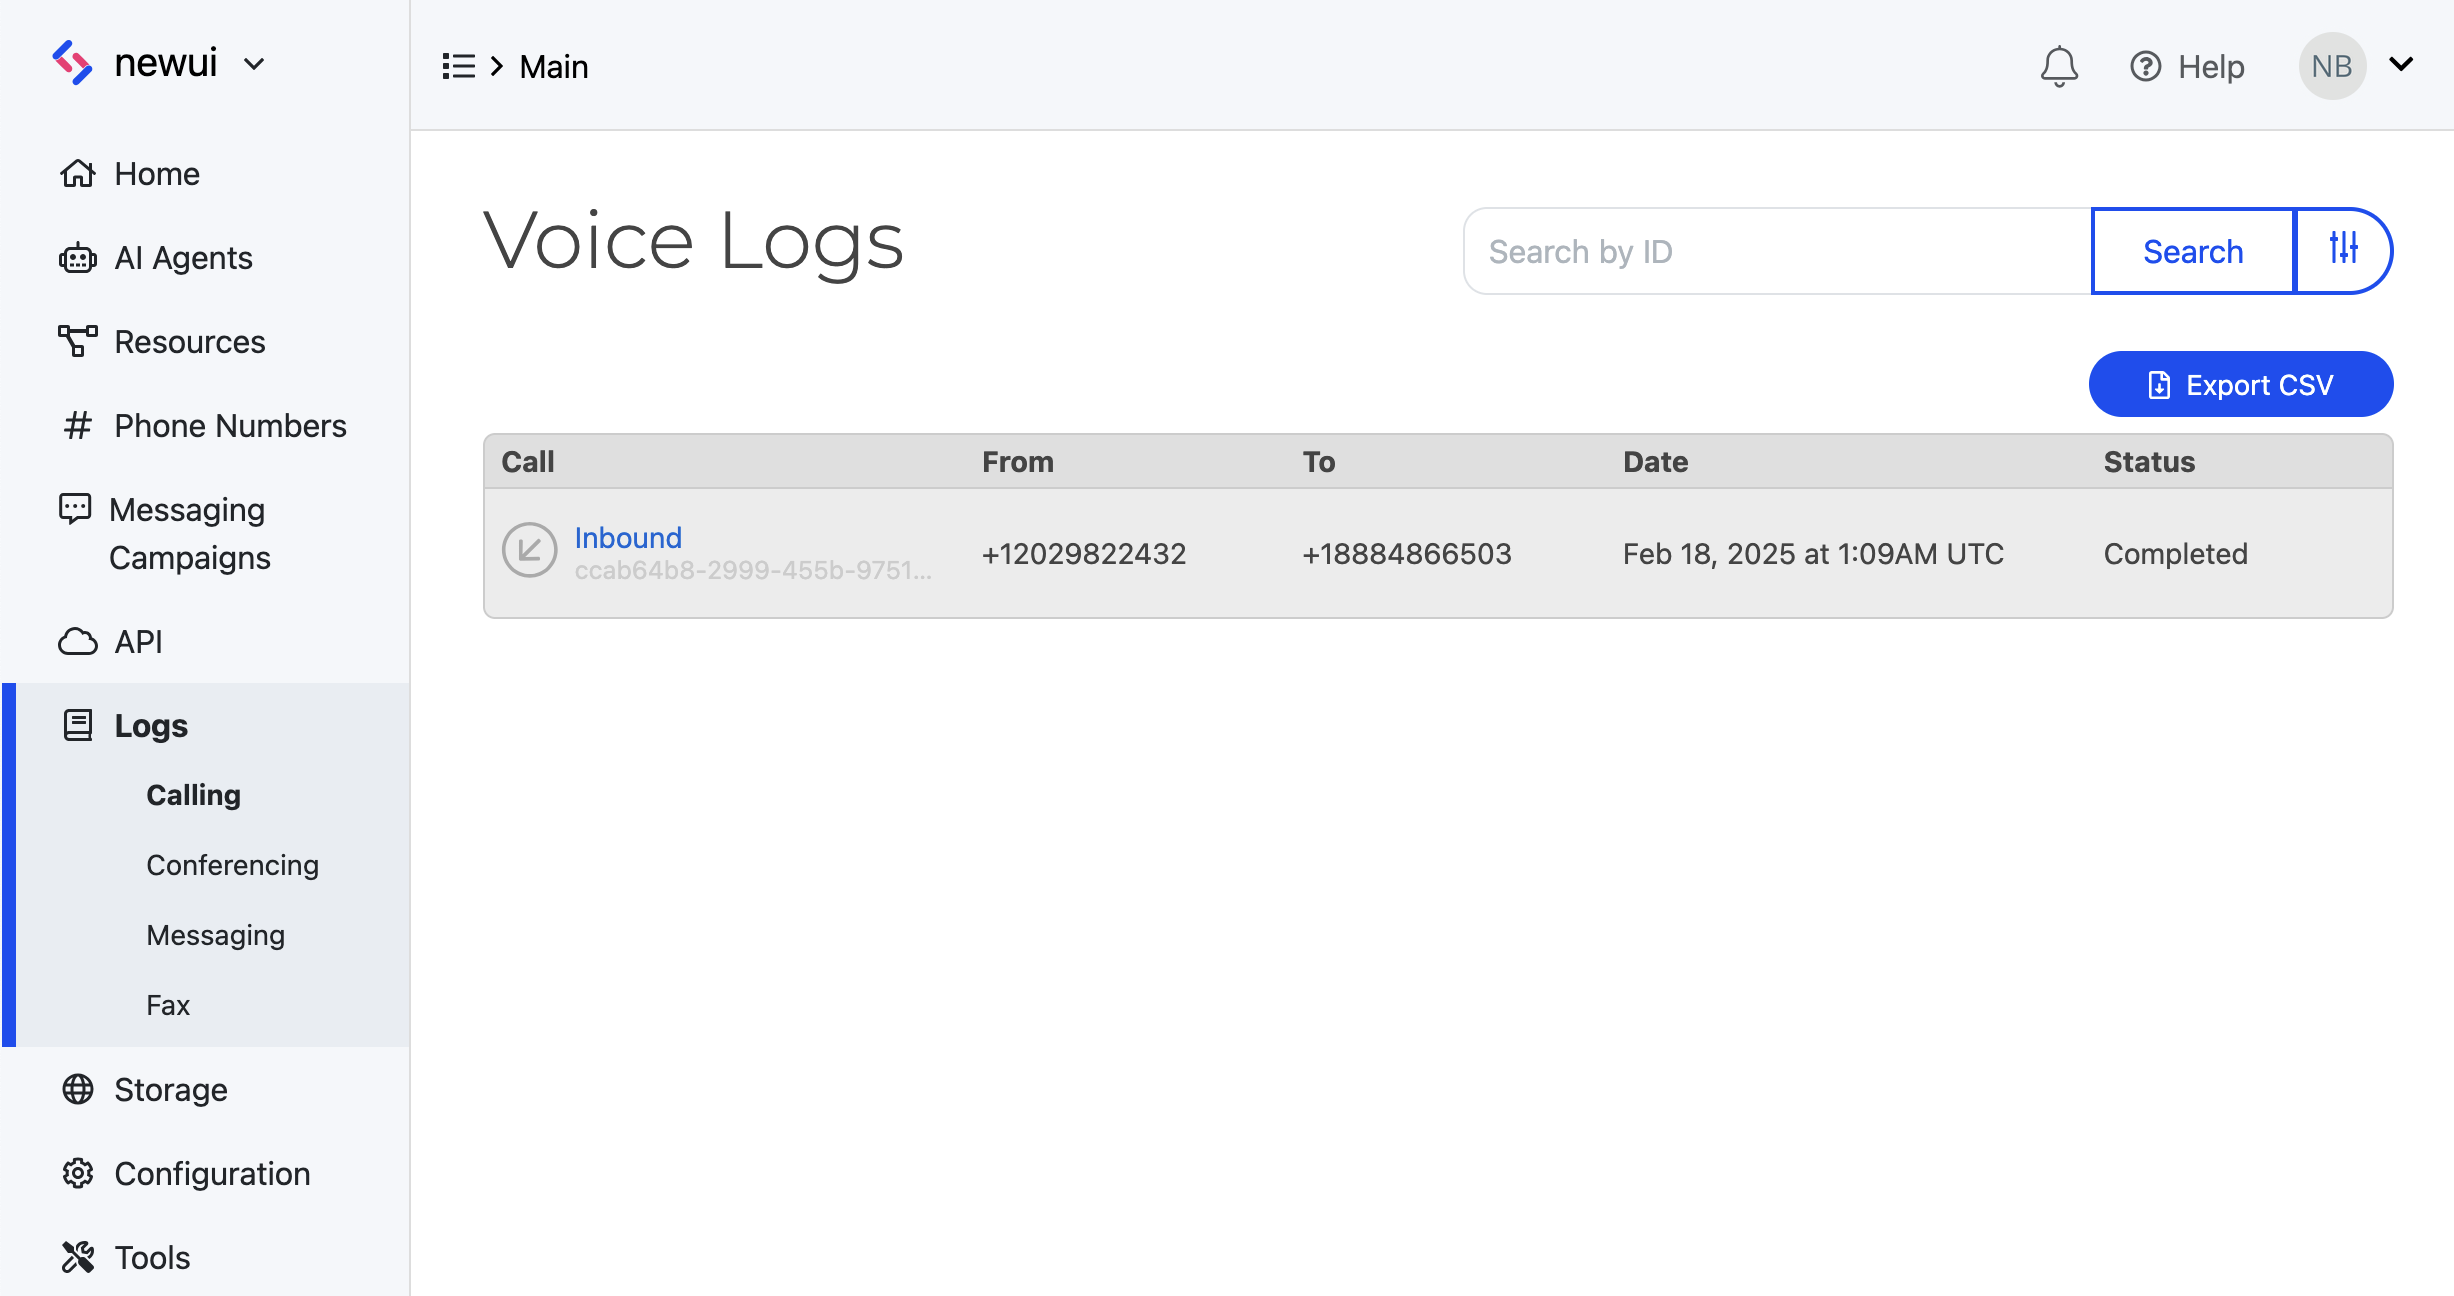 newui
Main
Help
NB
Home
AI Agents
Resources
Phone Numbers
Messaging
Campaigns
API
Logs
Calling
Conferencing
Messaging
Fax
Storage
Configuration
Tools
Voice Logs
Search by ID
Search
Export CSV
Call From To Date Status
Inbound
ccab64b8-2999-455b-9751...
+12029822432 +18884866503 Feb 18, 2025 at 1:09AM UTC Completed